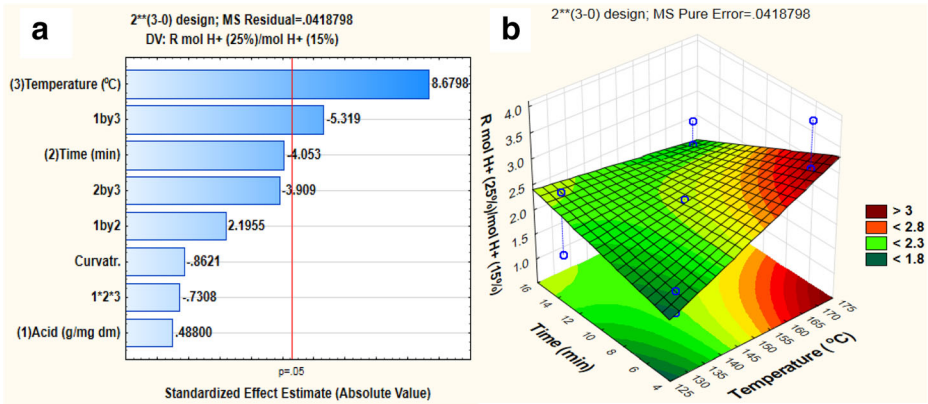 a
2**(3-0) design; MS Residual=.0418798
DV: R mol H+ (25%)/mol H+ (15%)
(3)Temperature (ºC)
8.6798
1by3
-5.319
(2)Time (min)
-4.053
2by3
-3.909
1by2
2.1955
Curvatr.
-.8621
1*2*3
-.7308
(1)Acid (g/mg dm)
.48800
p=.05
Standardized Effect Estimate (Absolute Value)
b
2**(3-0) design; MS Pure Error=.0418798
R mol H+ (25%)/mol H+ (15%)
4.0
3.5
3.0
2.5
2.0
1.5
1.0
16
14
12
10
8
6
4
Time (min)
125
130
135
140
145
150
155
160
165
170
175
Temperature (ºC)
> 3
< 2.8
< 2.3
< 1.8